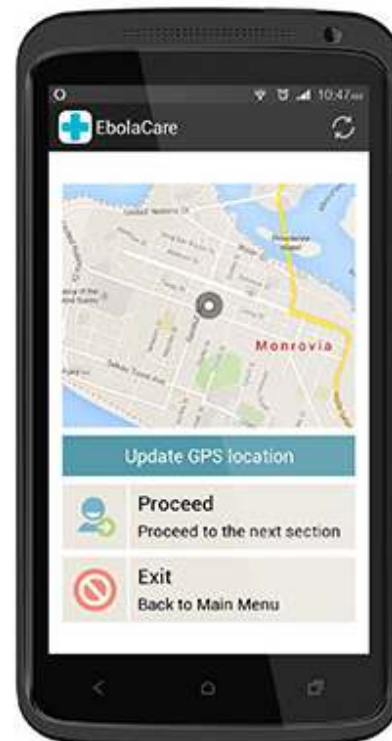 10:47
EbolaCare
Monrovia
Update GPS location
Proceed
Proceed to the next section
Exit
Back to Main Menu